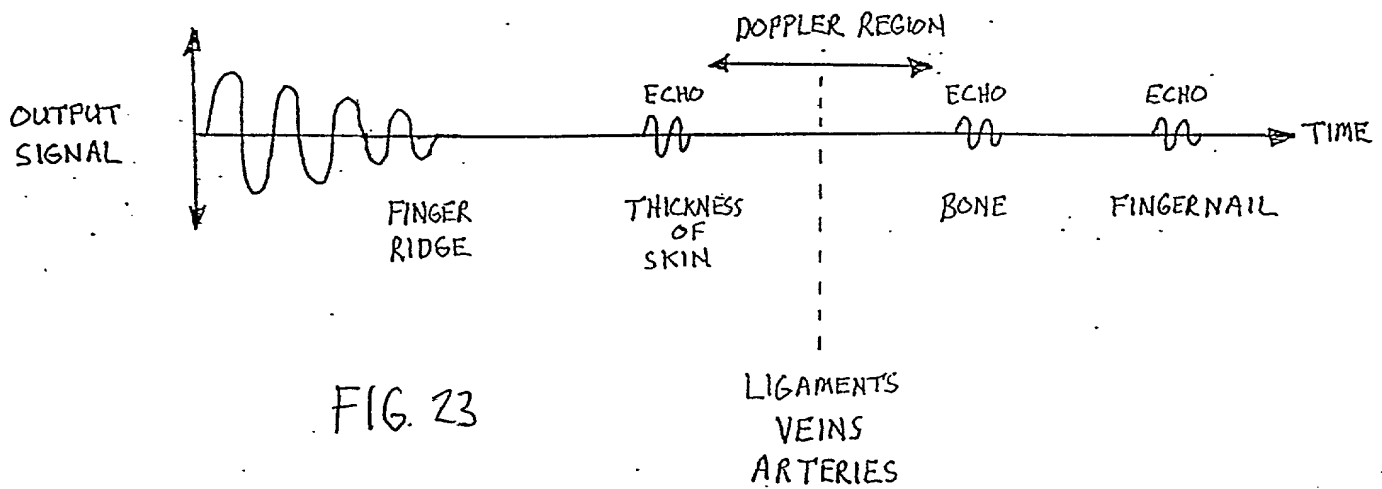 DOPPLER REGION
OUTPUT
SIGNAL
ECHO
ECHO
ECHO
TIME
FINGER
RIDGE
THICKNESS
OF
SKIN
BONE
FINGERNAIL
LIGAMENTS
VEINS
ARTERIES
FIG. 23